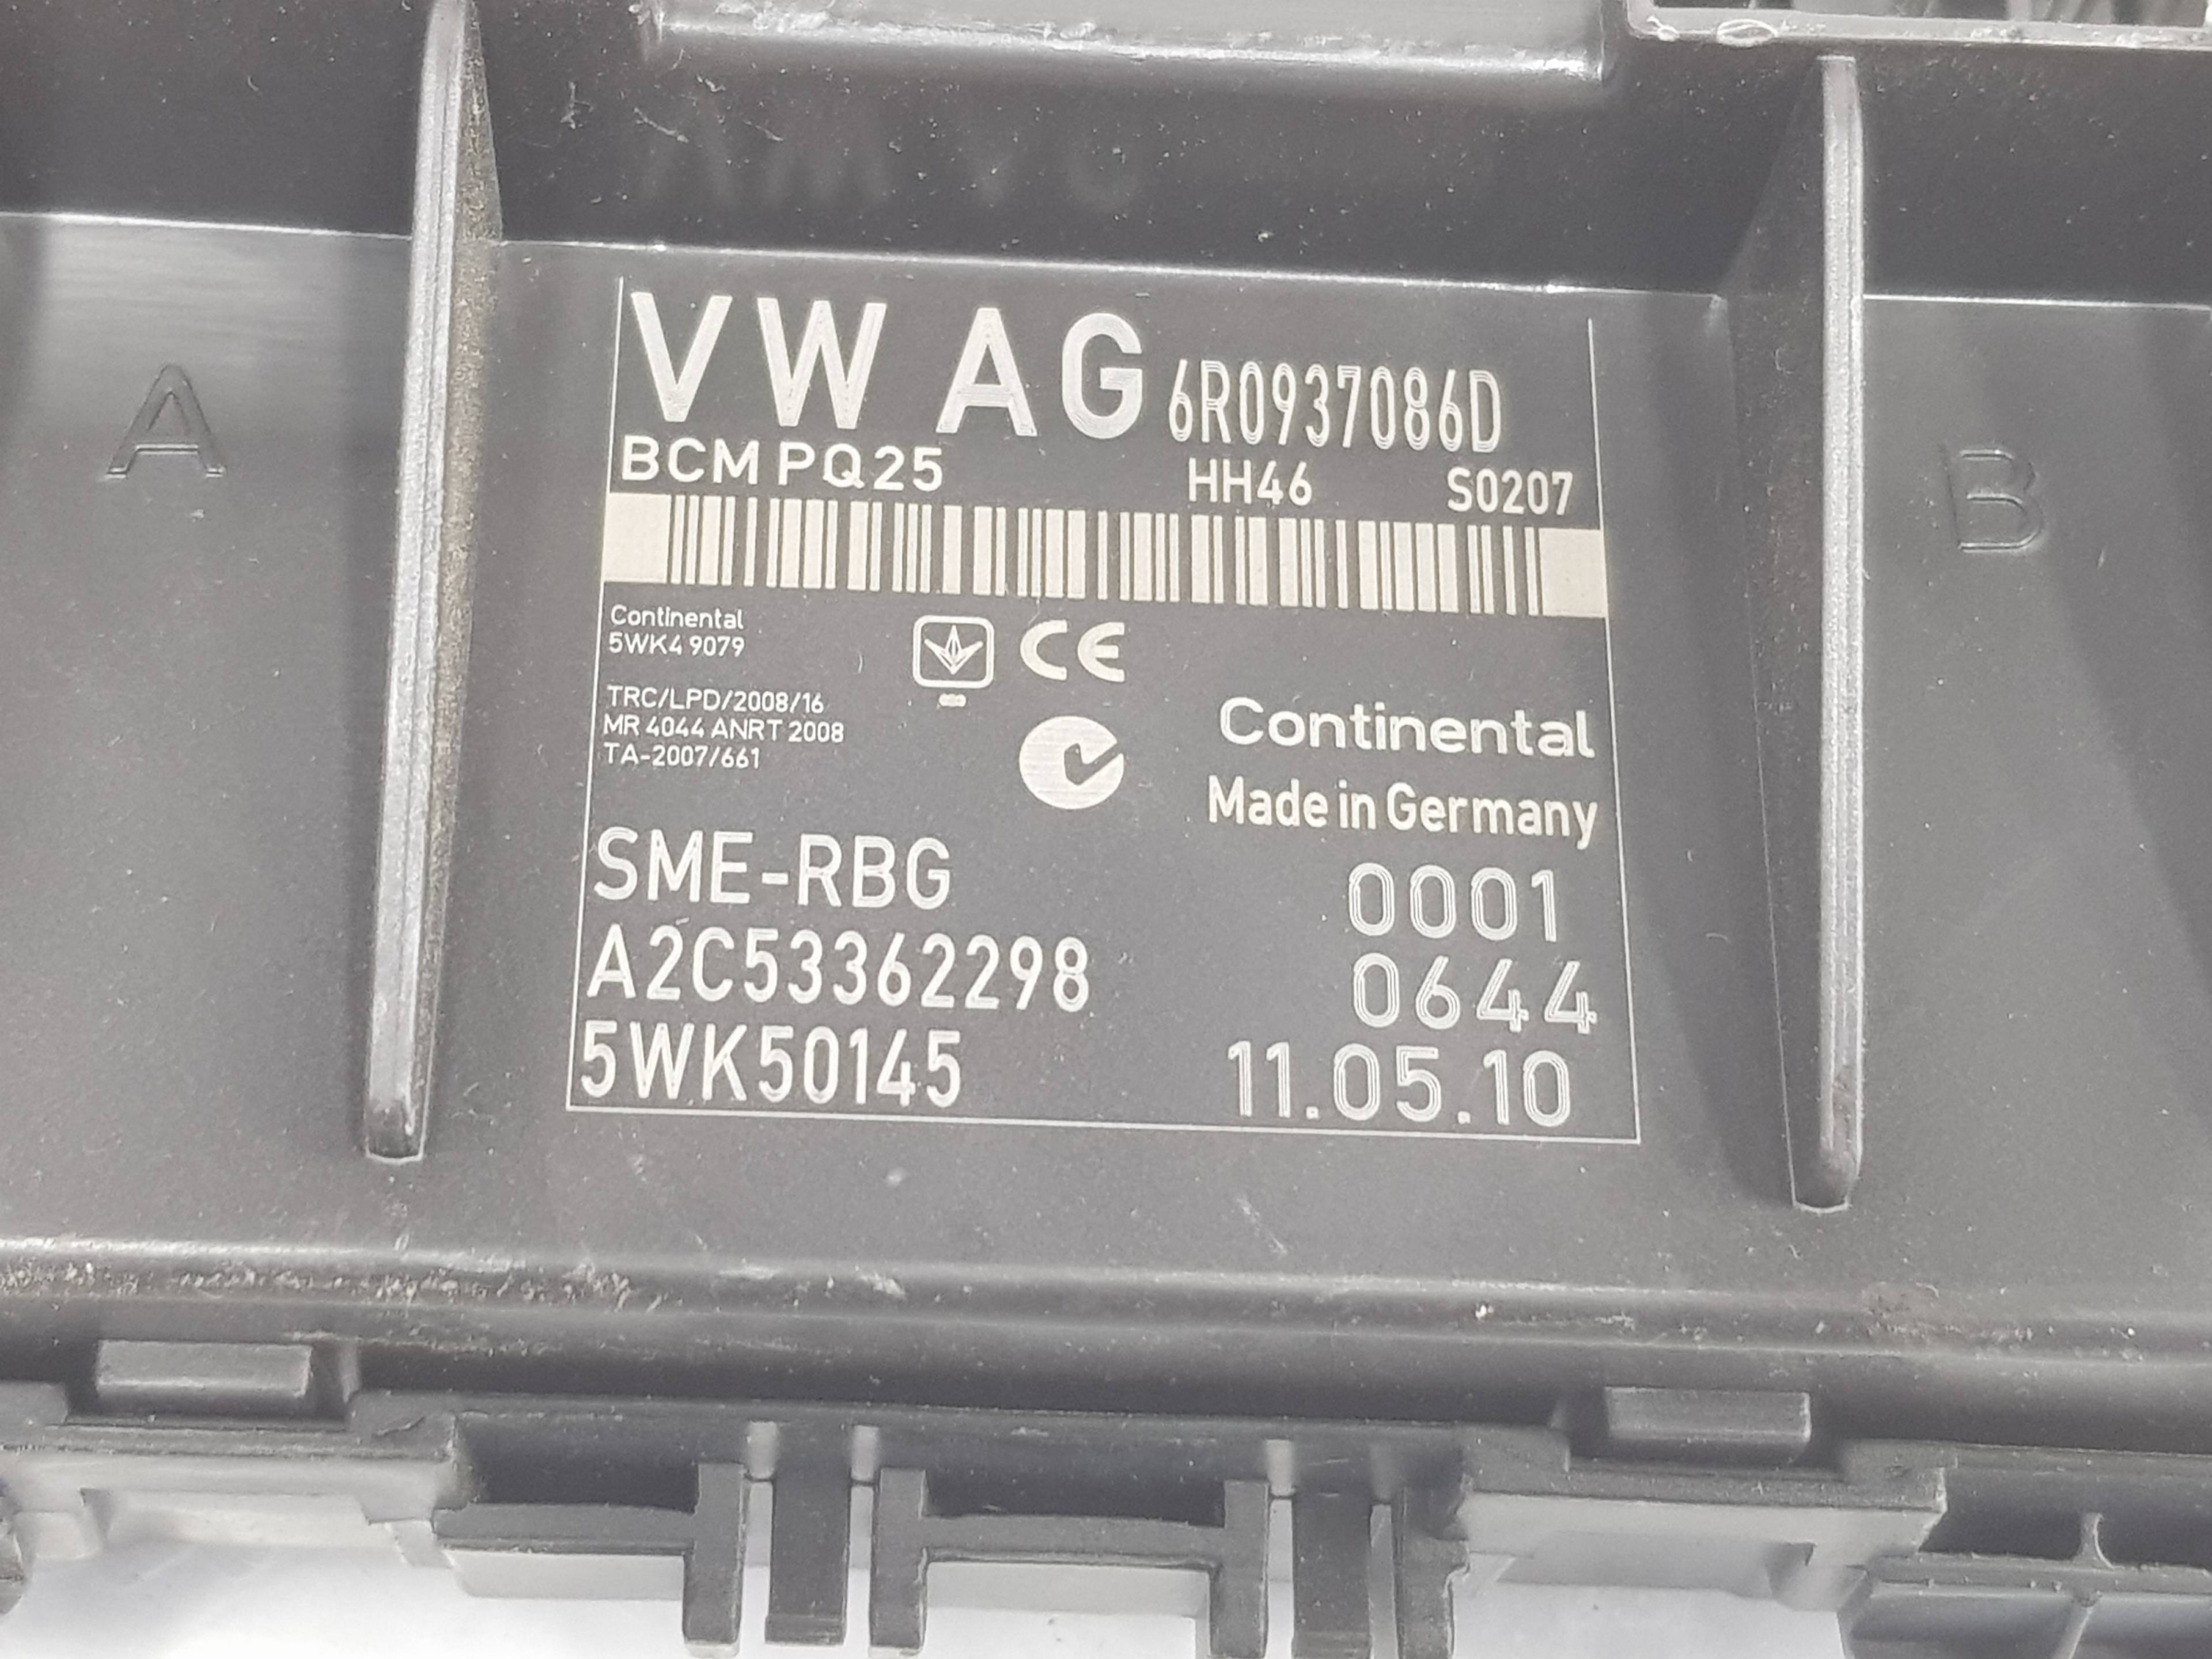 VW AG 6R0937086D
BCM PQ25 HH46 S0207
Continental
5WK4 9079
CE
TRC/LPD/2008/16
MR 4044 ANRT 2008
TA-2007/661
Continental
Made in Germany
SME-RBG 0001
A2C53362298 0644
5WK50145 11.05.10
A
B